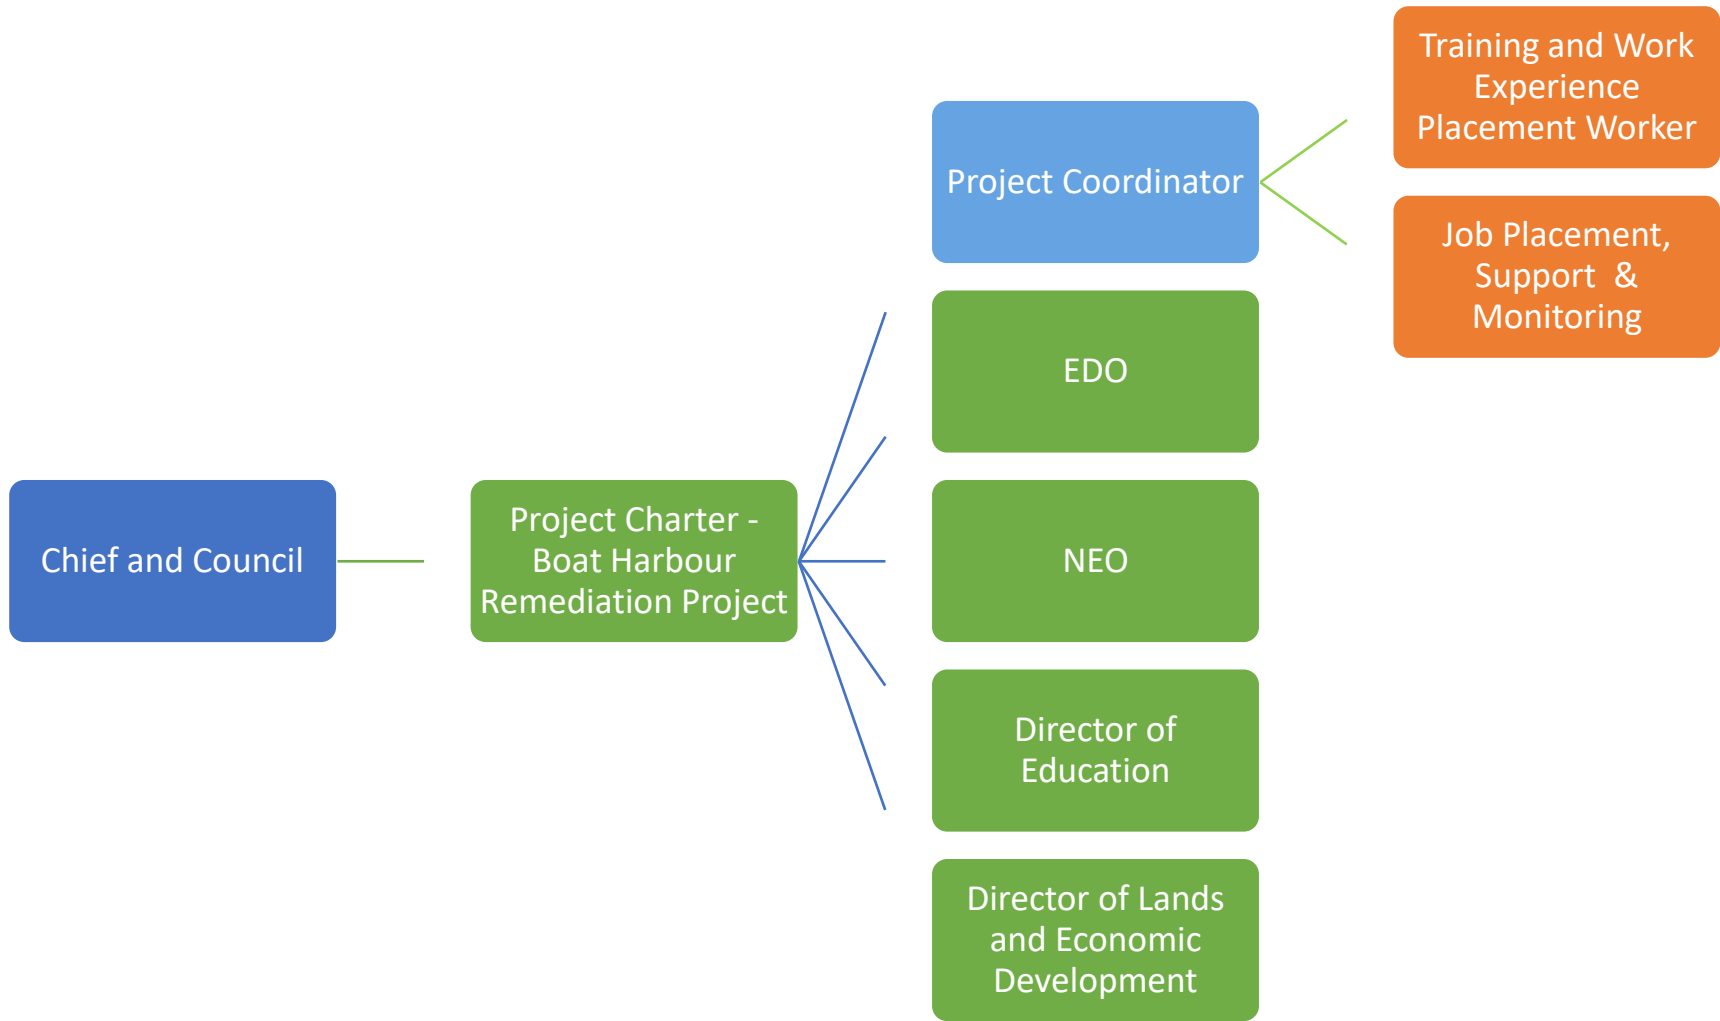 Chief and Council
Project Charter -
Boat Harbour
Remediation Project
Project Coordinator
EDO
NEO
Director of
Education
Director of Lands
and Economic
Development
Training and Work
Experience
Placement Worker
Job Placement,
Support  &
Monitoring